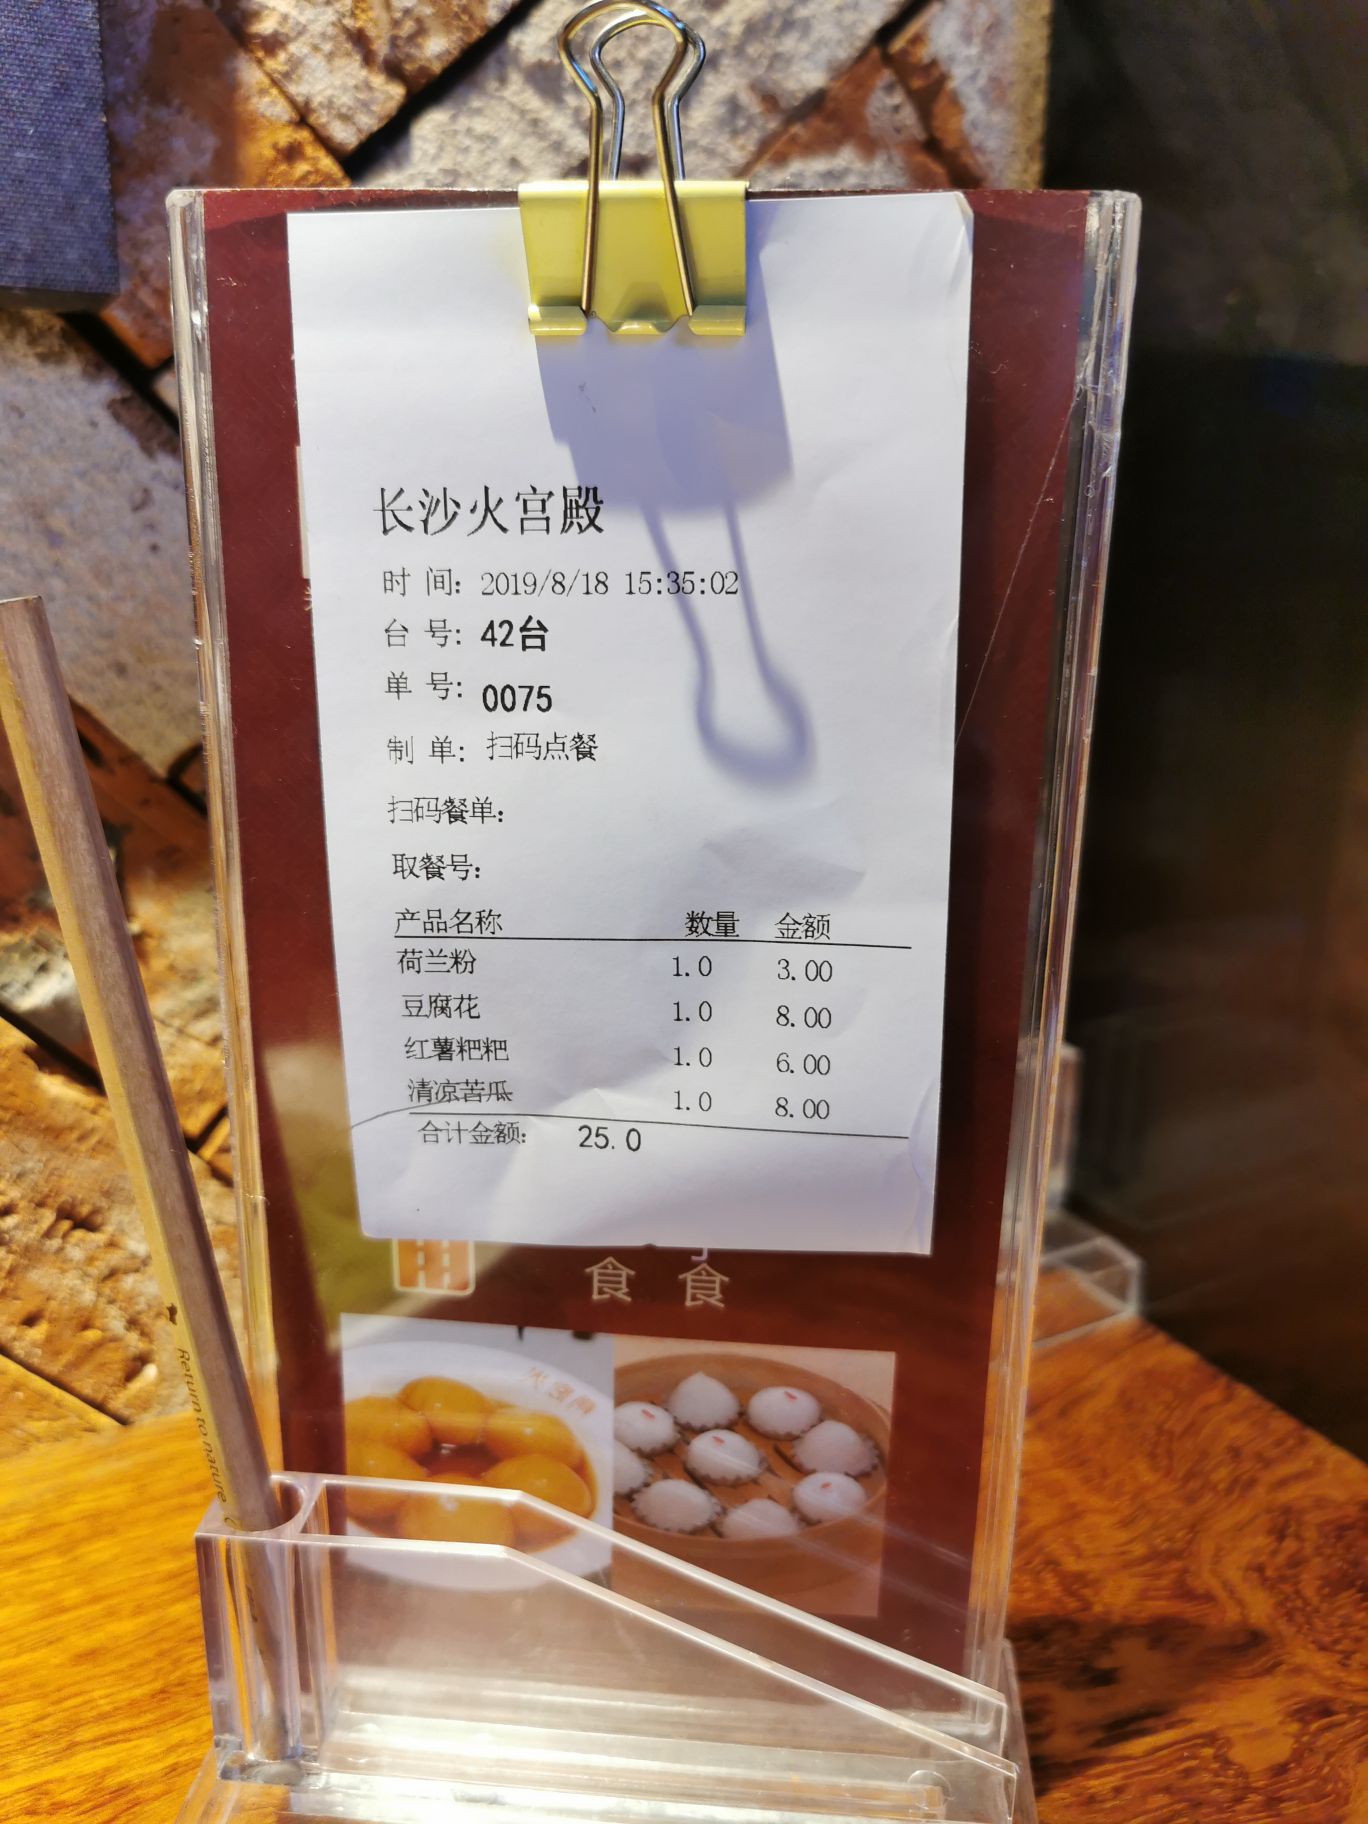 长沙火宫殿
时 间: 2019/8/18 15:35:02
台 号: 42台
单 号: 0075
制 单: 扫码点餐
扫码餐单:
取餐号:
产品名称 数量 金额
荷兰粉 1.0 3.00
豆腐花 1.0 8.00
红薯粑粑 1.0 6.00
清凉苦瓜 1.0 8.00
合计金额: 25.0
食 食
火宫殿
Return to nature